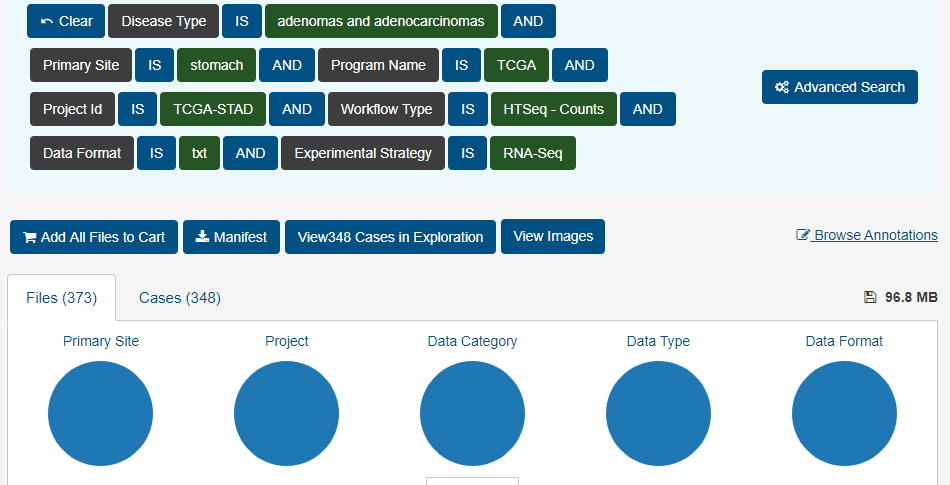 Clear Disease Type IS adenomas and adenocarcinomas AND
Primary Site IS stomach AND Program Name IS TCGA AND
Advanced Search
Project Id IS TCGA-STAD AND Workflow Type IS HTSeq - Counts AND
Data Format IS txt AND Experimental Strategy IS RNA-Seq
Add All Files to Cart Manifest View348 Cases in Exploration View Images Browse Annotations
Files (373) Cases (348) 96.8 MB
Primary Site Project Data Category Data Type Data Format